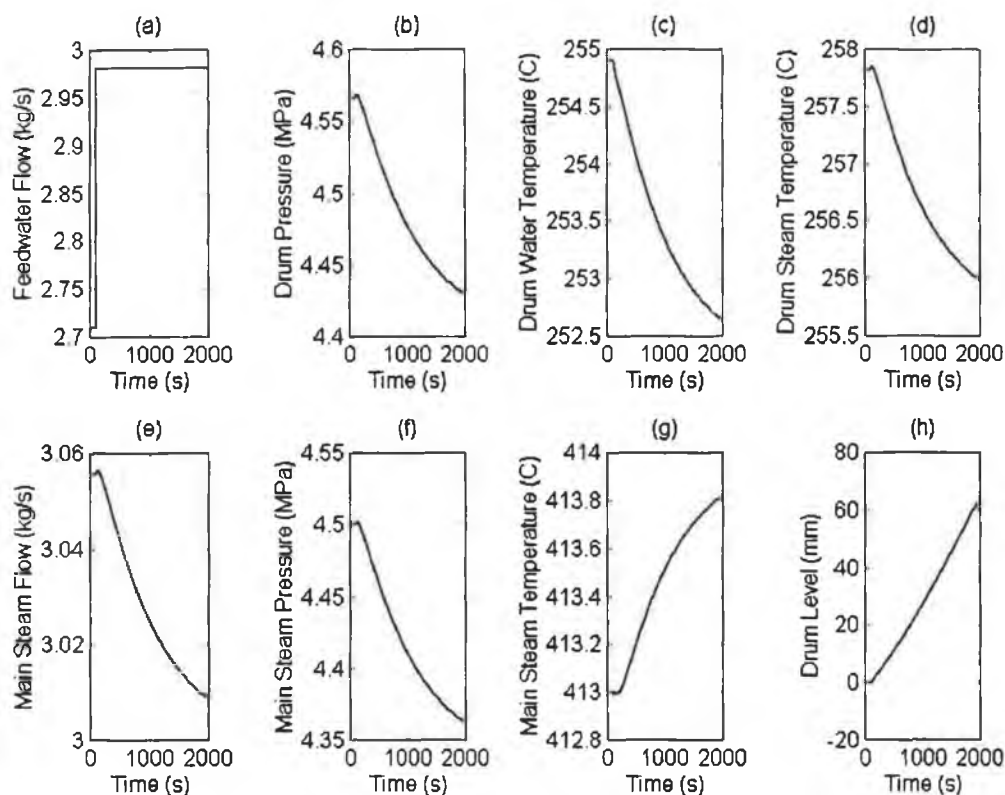 (a)
Feedwater Flow (kg/s)
3
2.95
2.9
2.85
2.8
2.75
2.7
0 1000 2000
Time (s)
(b)
Drum Pressure (MPa)
4.6
4.55
4.5
4.45
4.4
0 1000 2000
Time (s)
(c)
Drum Water Temperature (C)
255
254.5
254
253.5
253
252.5
0 1000 2000
Time (s)
(d)
Drum Steam Temperature (C)
258
257.5
257
256.5
256
255.5
0 1000 2000
Time (s)
(e)
Main Steam Flow (kg/s)
3.06
3.04
3.02
3
0 1000 2000
Time (s)
(f)
Main Steam Pressure (MPa)
4.55
4.5
4.45
4.4
4.35
0 1000 2000
Time (s)
(g)
Main Steam Temperature (C)
414
413.8
413.6
413.4
413.2
413
412.8
0 1000 2000
Time (s)
(h)
Drum Level (mm)
80
60
40
20
0
-20
0 1000 2000
Time (s)